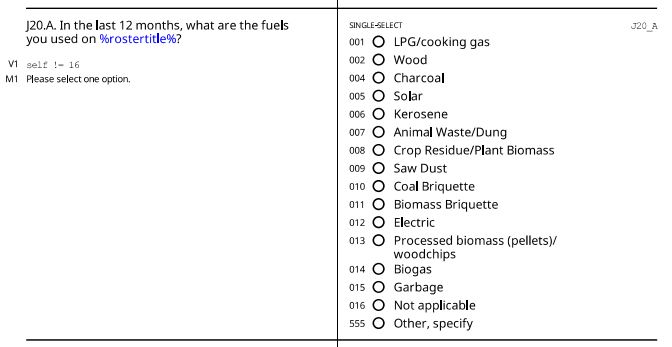 J20.A. In the last 12 months, what are the fuels
you used on %rostertitle%?
V1 self != 16
M1 Please select one option.
SINGLE-SELECT J20_A
001 LPG/cooking gas
002 Wood
004 Charcoal
005 Solar
006 Kerosene
007 Animal Waste/Dung
008 Crop Residue/Plant Biomass
009 Saw Dust
010 Coal Briquette
011 Biomass Briquette
012 Electric
013 Processed biomass (pellets)/
woodchips
014 Biogas
015 Garbage
016 Not applicable
555 Other, specify